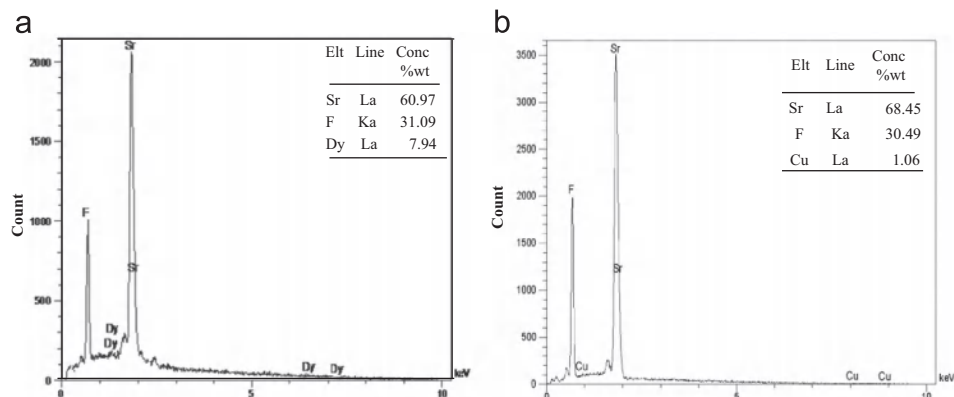 a
Sr
2000
1500
1000
500
0
Count
F
Sr
Dy
Dy
Dy
Dy
0
5
10
keV
Elt Line Conc
%wt
Sr La 60.97
F Ka 31.09
Dy La 7.94
b
Sr
3500
3000
2500
2000
1500
1000
500
0
Count
F
Sr
Cu
Cu
Cu
0
5
10
keV
Elt Line Conc
%wt
Sr La 68.45
F Ka 30.49
Cu La 1.06